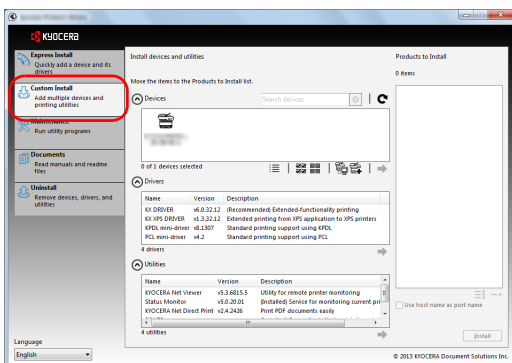 KYOCERA
Express Install
Quickly add a device and its
drivers
Custom Install
Add multiple devices and
printing utilities
Maintenance
Run utility programs
Documents
Read manuals and readme
files
Uninstall
Remove devices, drivers, and
utilities
Language
English
Install devices and utilities
Move the items to the Products to Install list.
Devices
Search devices
0 of 1 devices selected
Drivers
Name Version Description
KX DRIVER v6.0.32.12 (Recommended) Extended-functionality printing
KX XPS DRIVER v1.3.32.12 Extended printing from XPS application to XPS printers
KPDL mini-driver v8.1307 Standard printing support using KPDL
PCL mini-driver v4.2 Standard printing support using PCL
4 drivers
Utilities
Name Version Description
KYOCERA Net Viewer v5.3.6815.5 Utility for remote printer monitoring
Status Monitor v5.0.20.01 (Installed) Service for monitoring current pri
KYOCERA Net Direct Print v2.4.2426 Print PDF documents easily
4 utilities
Products to Install
0 items
Use host name as port name
Install
© 2013 KYOCERA Document Solutions Inc.